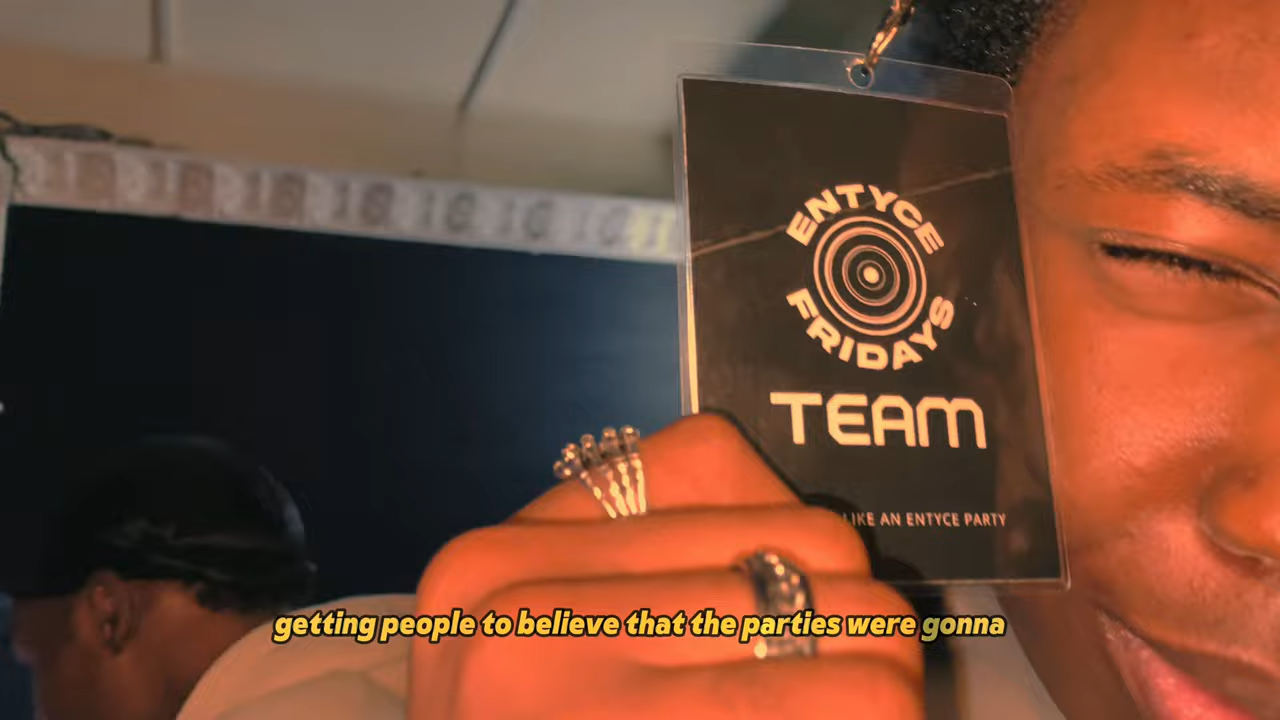 ENTYCE
FRIDAYS
TEAM
LIKE AN ENTYCE PARTY
getting people to believe that the parties were gonna